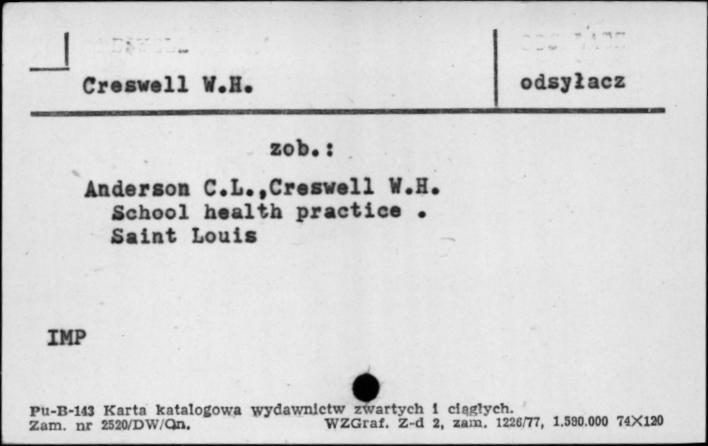 Creswell W.H.
odsyłacz
zob.:
Anderson C.L.,Creswell W.H.
School health practice .
Saint Louis
IMP
Pu-B-143 Karta katalogowa wydawnictw zwartych i ciągłych.
Zam. nr 2520/DW/On. WZGraf. Z-d 2, zam. 1226/77, 1.580.000 74X120